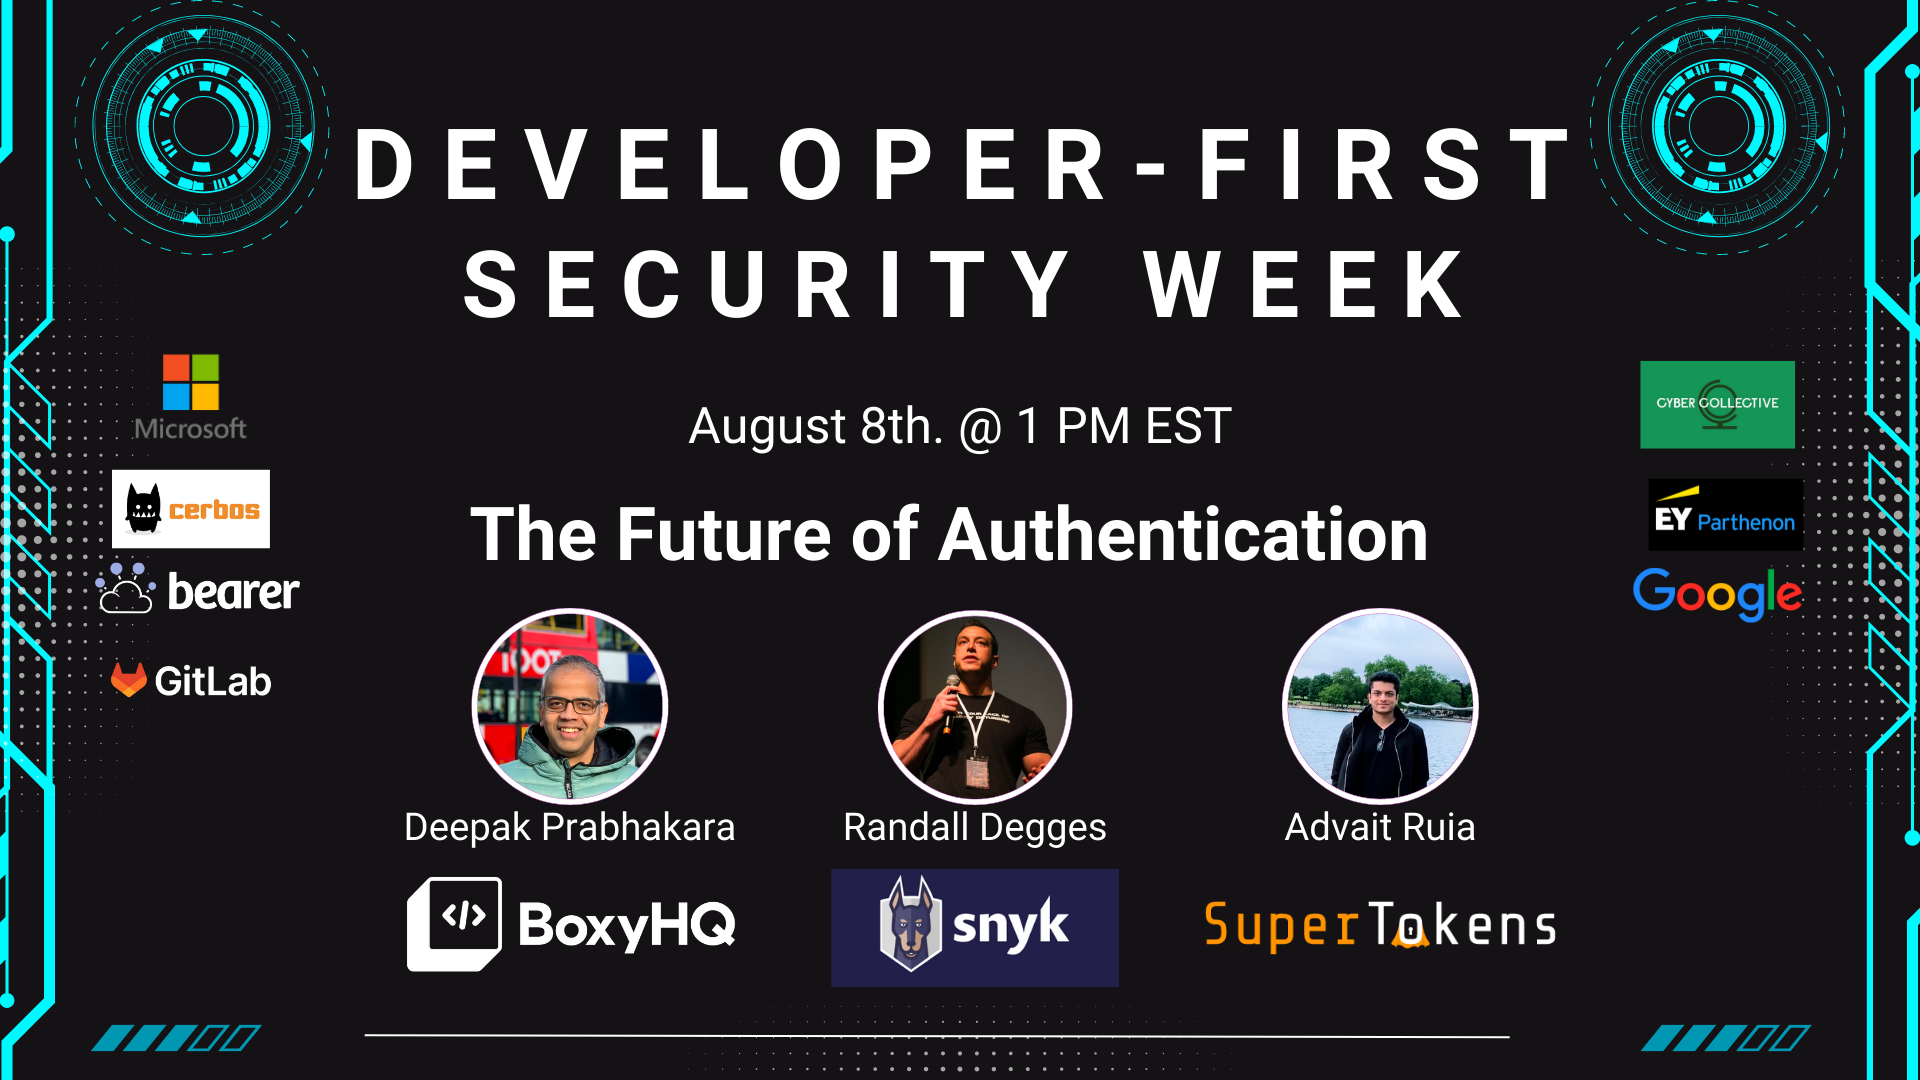 DEVELOPER-FIRST
SECURITY WEEK
August 8th. @ 1 PM EST
The Future of Authentication
Microsoft
cerbos
bearer
GitLab
CYBER COLLECTIVE
EY Parthenon
Google
Deepak Prabhakara
Randall Degges
Advait Ruia
BoxyHQ
snyk
SuperTokens